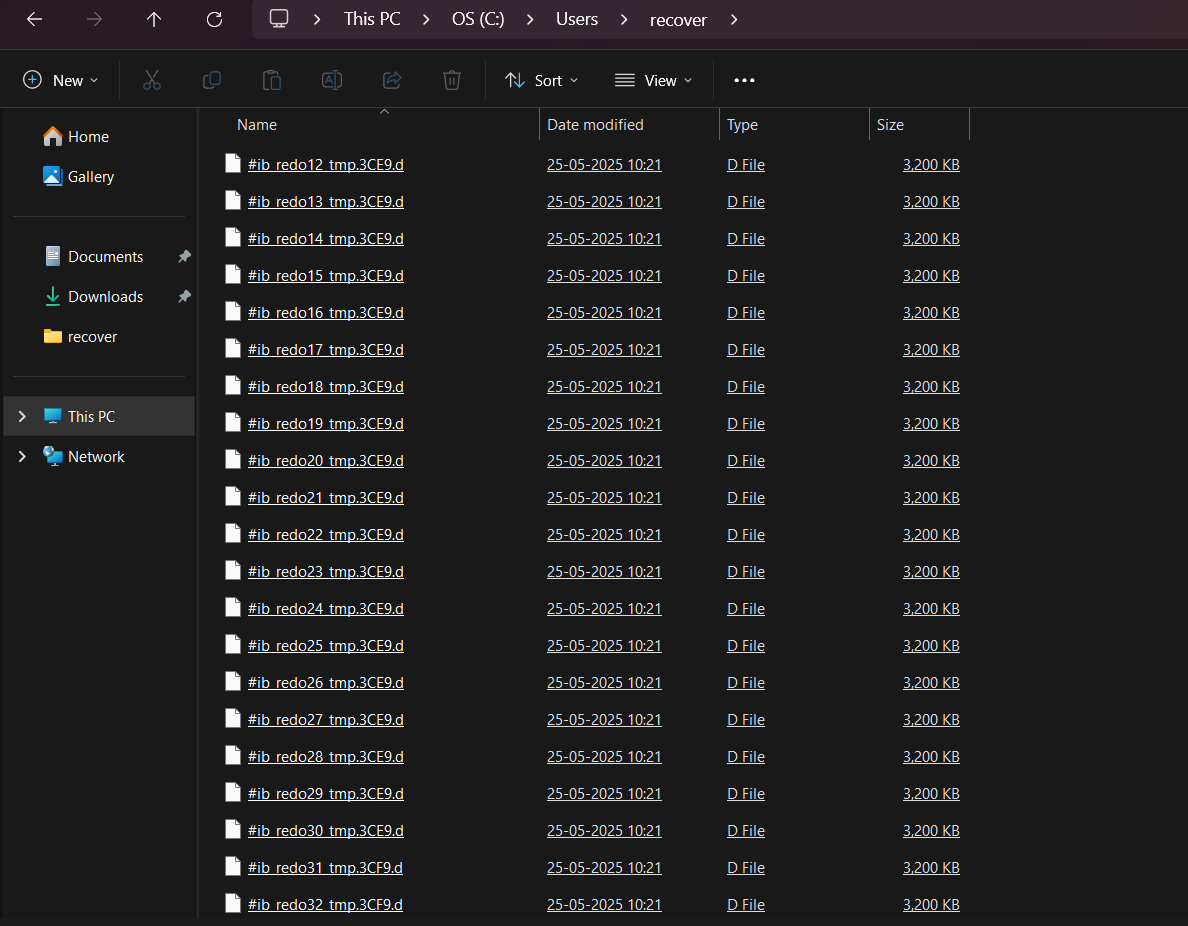 This PC > OS (C:) > Users > recover >
New Sort View ...
Name Date modified Type Size
Home
Gallery
Documents
Downloads
recover
This PC
Network
#ib_redo12_tmp.3CE9.d 25-05-2025 10:21 D File 3,200 KB
#ib_redo13_tmp.3CE9.d 25-05-2025 10:21 D File 3,200 KB
#ib_redo14_tmp.3CE9.d 25-05-2025 10:21 D File 3,200 KB
#ib_redo15_tmp.3CE9.d 25-05-2025 10:21 D File 3,200 KB
#ib_redo16_tmp.3CE9.d 25-05-2025 10:21 D File 3,200 KB
#ib_redo17_tmp.3CE9.d 25-05-2025 10:21 D File 3,200 KB
#ib_redo18_tmp.3CE9.d 25-05-2025 10:21 D File 3,200 KB
#ib_redo19_tmp.3CE9.d 25-05-2025 10:21 D File 3,200 KB
#ib_redo20_tmp.3CE9.d 25-05-2025 10:21 D File 3,200 KB
#ib_redo21_tmp.3CE9.d 25-05-2025 10:21 D File 3,200 KB
#ib_redo22_tmp.3CE9.d 25-05-2025 10:21 D File 3,200 KB
#ib_redo23_tmp.3CE9.d 25-05-2025 10:21 D File 3,200 KB
#ib_redo24_tmp.3CE9.d 25-05-2025 10:21 D File 3,200 KB
#ib_redo25_tmp.3CE9.d 25-05-2025 10:21 D File 3,200 KB
#ib_redo26_tmp.3CE9.d 25-05-2025 10:21 D File 3,200 KB
#ib_redo27_tmp.3CE9.d 25-05-2025 10:21 D File 3,200 KB
#ib_redo28_tmp.3CE9.d 25-05-2025 10:21 D File 3,200 KB
#ib_redo29_tmp.3CE9.d 25-05-2025 10:21 D File 3,200 KB
#ib_redo30_tmp.3CE9.d 25-05-2025 10:21 D File 3,200 KB
#ib_redo31_tmp.3CF9.d 25-05-2025 10:21 D File 3,200 KB
#ib_redo32_tmp.3CF9.d 25-05-2025 10:21 D File 3,200 KB